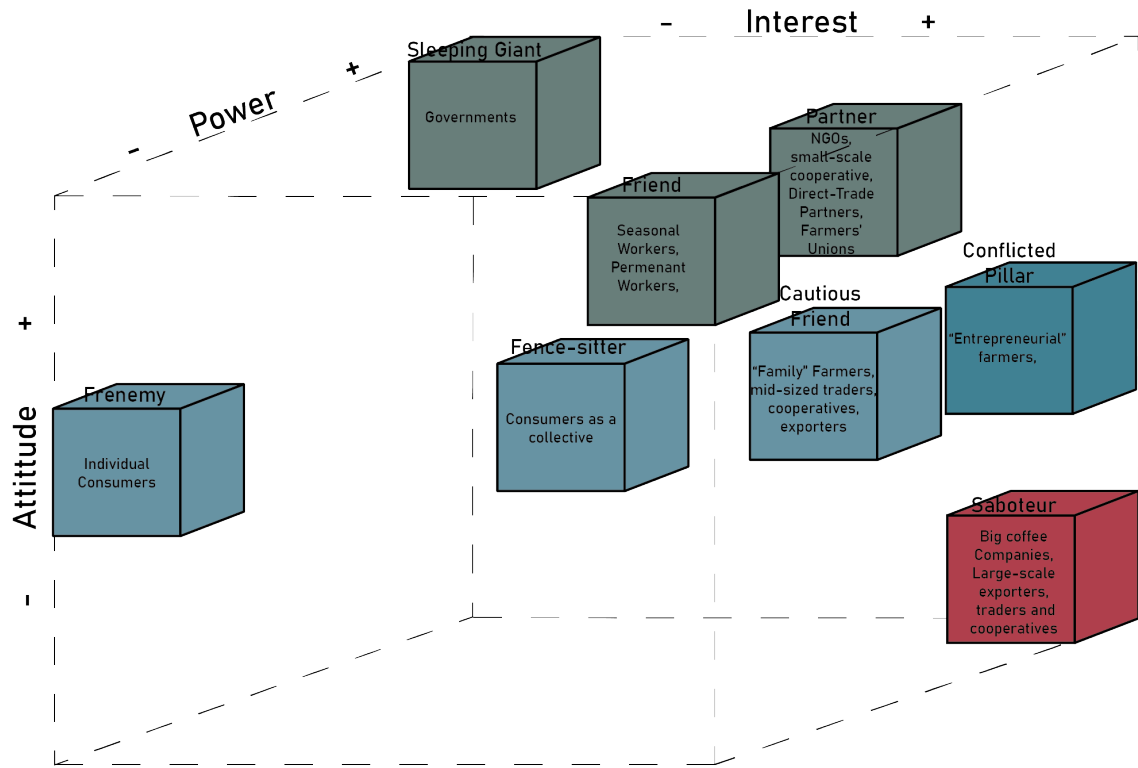 Interest
-
+
Power
-
+
Attitude
+
-
Sleeping Giant
Governments
Partner
NGOs,
small-scale
cooperative,
Direct-Trade
Partners,
Farmers'
Unions
Friend
Seasonal
Workers,
Permenant
Workers,
Conflicted
Pillar
"Entrepreneurial"
farmers,
Cautious
Friend
"Family" Farmers,
mid-sized traders,
cooperatives,
exporters
Fence-sitter
Consumers as a
collective
Frenemy
Individual
Consumers
Saboteur
Big coffee
Companies,
Large-scale
exporters,
traders and
cooperatives